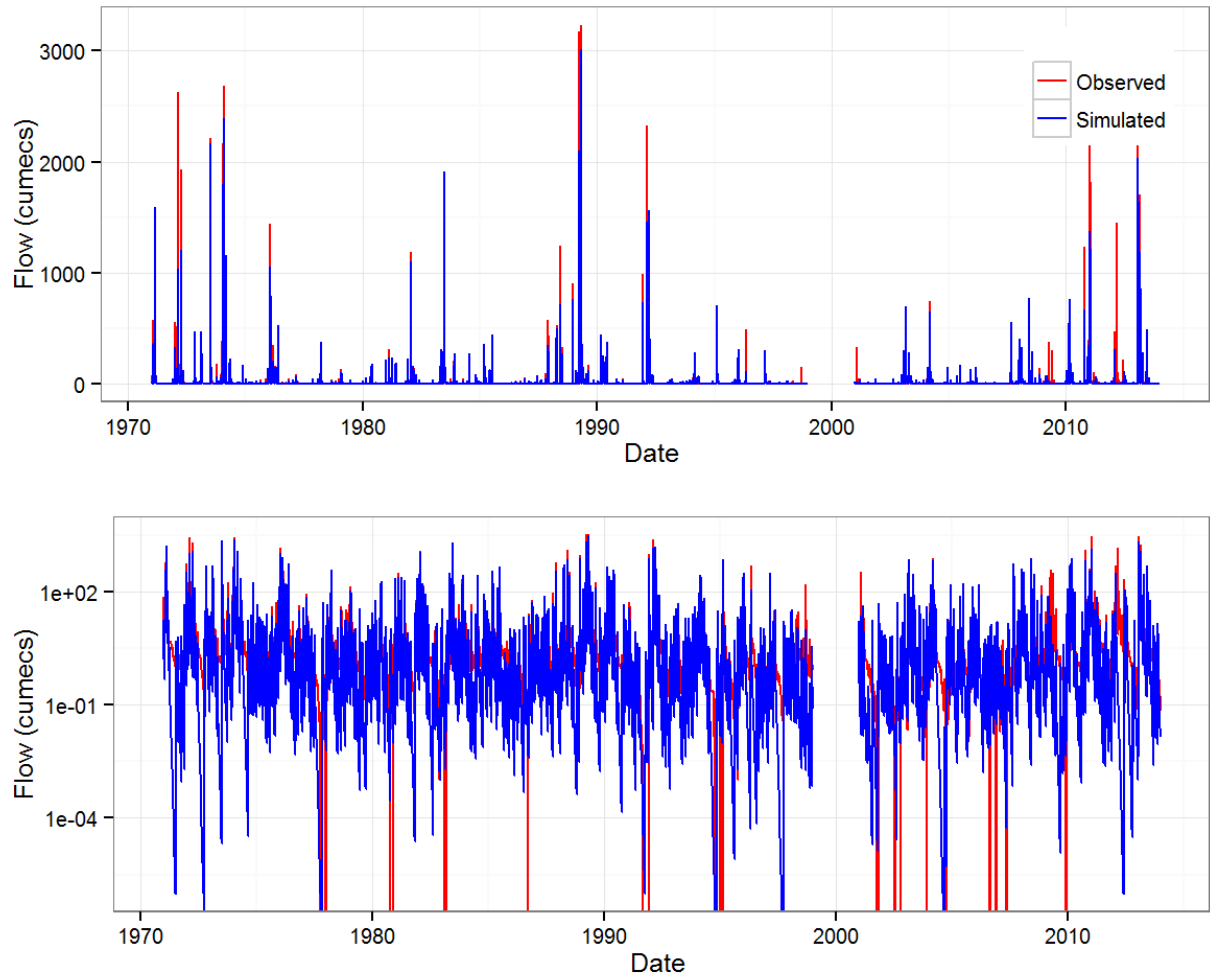 Flow (cumecs)
3000
2000
1000
0
Observed
Simulated
1970 1980 1990 2000 2010
Date
Flow (cumecs)
1e+02
1e-01
1e-04
1970 1980 1990 2000 2010
Date